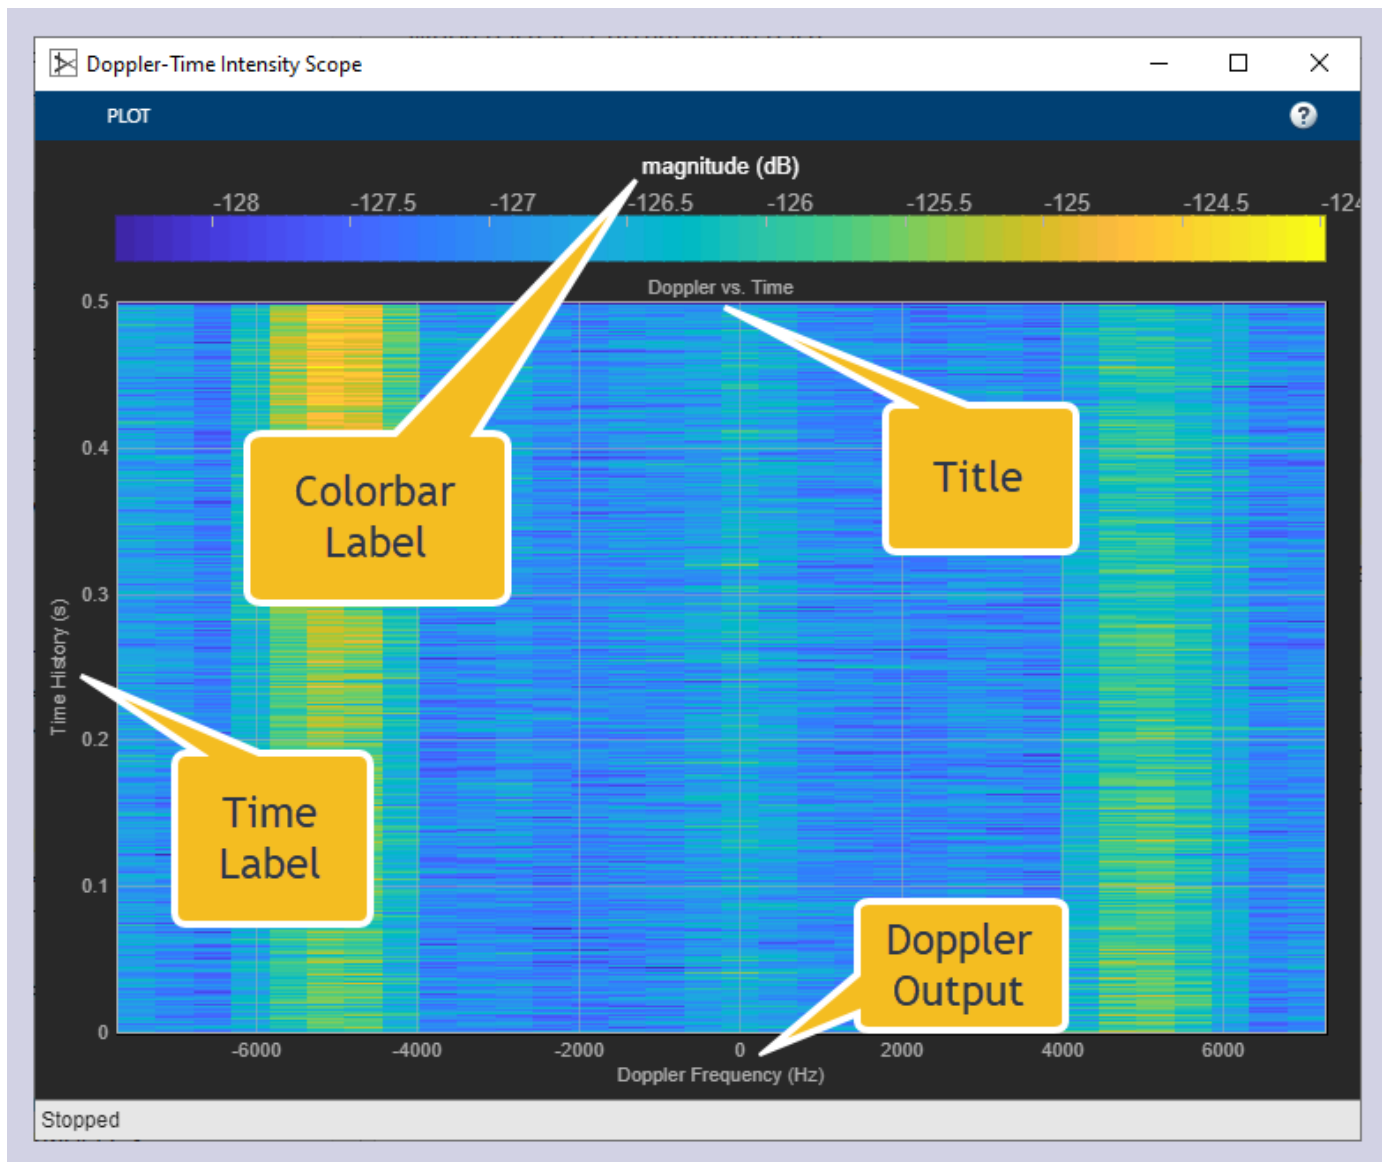 Doppler-Time Intensity Scope
PLOT
?
magnitude (dB)
-128 -127.5 -127 -126.5 -126 -125.5 -125 -124.5 -124
Doppler vs. Time
0.5
0.4
0.3
0.2
0.1
0
Time History (s)
Colorbar
Label
Title
Time
Label
Doppler
Output
-6000 -4000 -2000 0 2000 4000 6000
Doppler Frequency (Hz)
Stopped